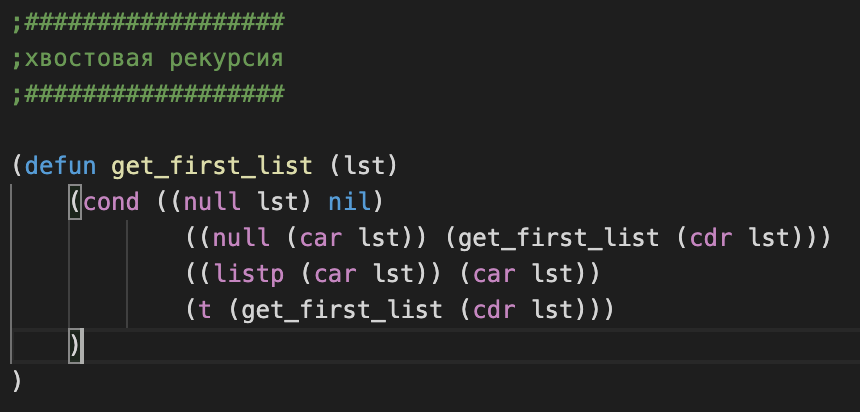 ;##################
;хвостовая рекурсия
;##################
(defun get_first_list (lst)
(cond ((null lst) nil)
((null (car lst)) (get_first_list (cdr lst)))
((listp (car lst)) (car lst))
(t (get_first_list (cdr lst)))
)
)